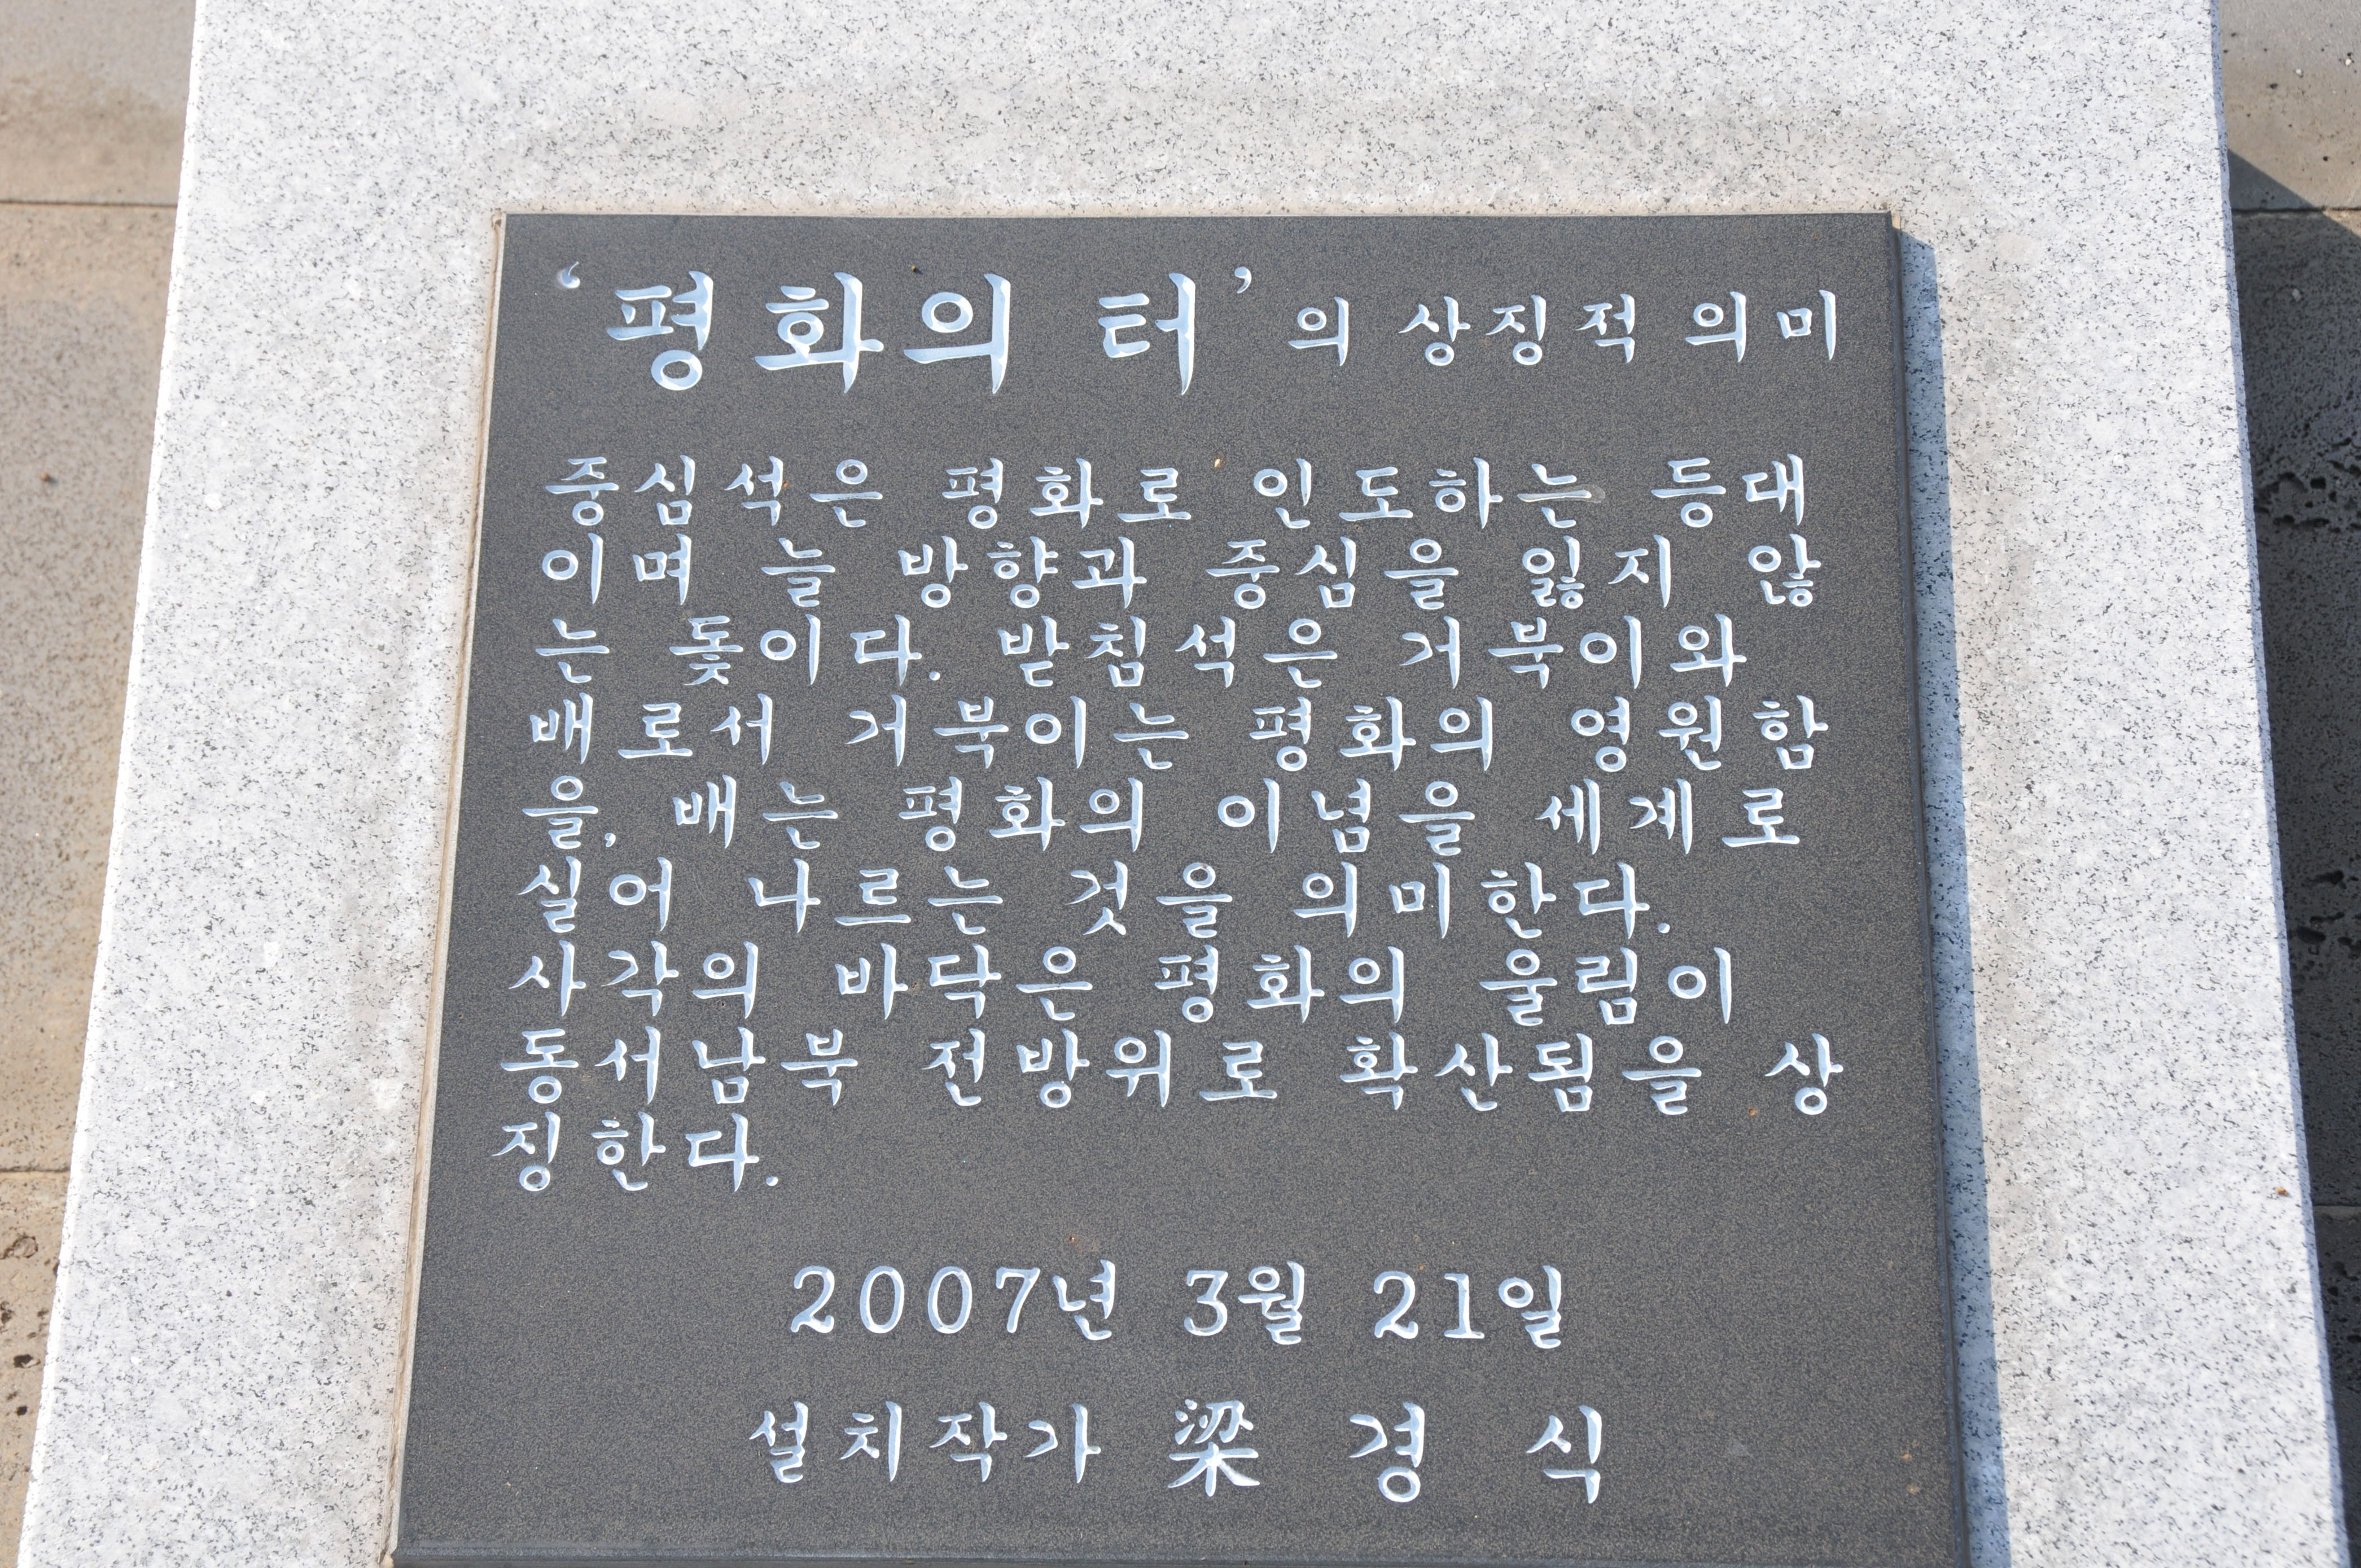 ‘평화의 터’의 상징적 의미
중심석은 평화로 인도하는 등대
이며 늘 방향과 중심을 잃지 않
는 돛이다. 받침석은 거북이와
배로서 거북이는 평화의 영원함
을, 배는 평화의 이념을 세계로
실어 나르는 것을 의미한다.
사각의 바닥은 평화의 울림이
동서남북 전방위로 확산됨을 상
징한다.
2007년 3월 21일
설치작가 梁 경 식